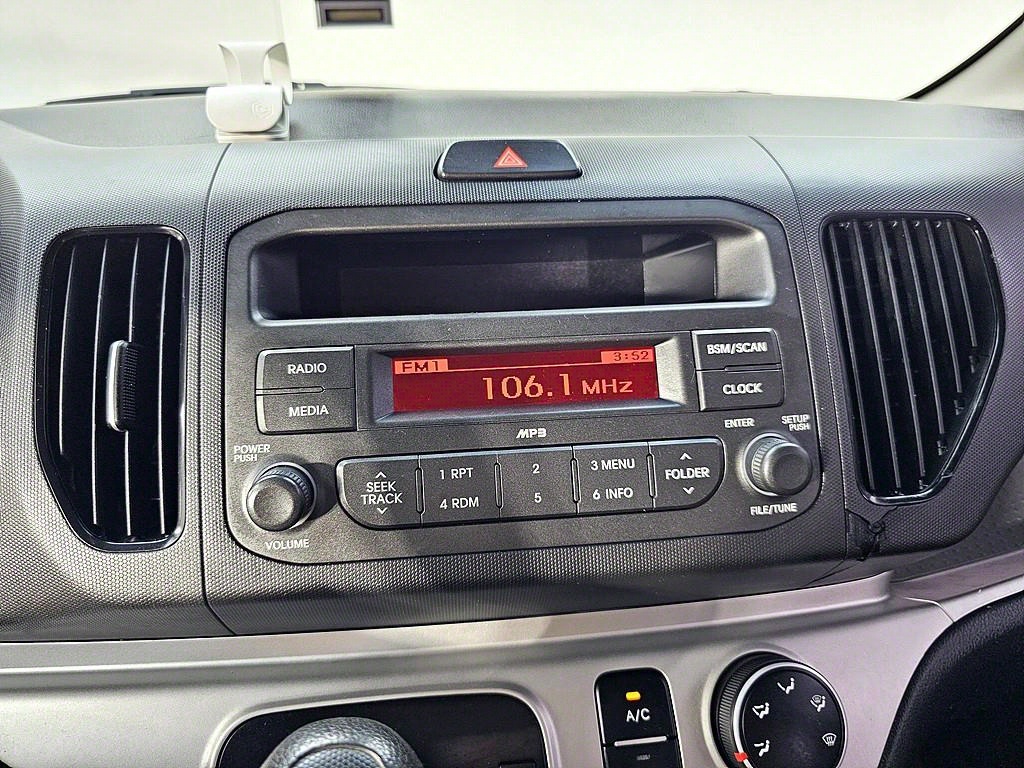 RADIO
MEDIA
FM1 3:52
106.1 MHz
BSM/SCAN
CLOCK
MP3
ENTER
SETUP
PUSH
POWER
PUSH
VOLUME
SEEK
TRACK
1 RPT
4 RDM
2
5
3 MENU
6 INFO
FOLDER
FILE/TUNE
A/C